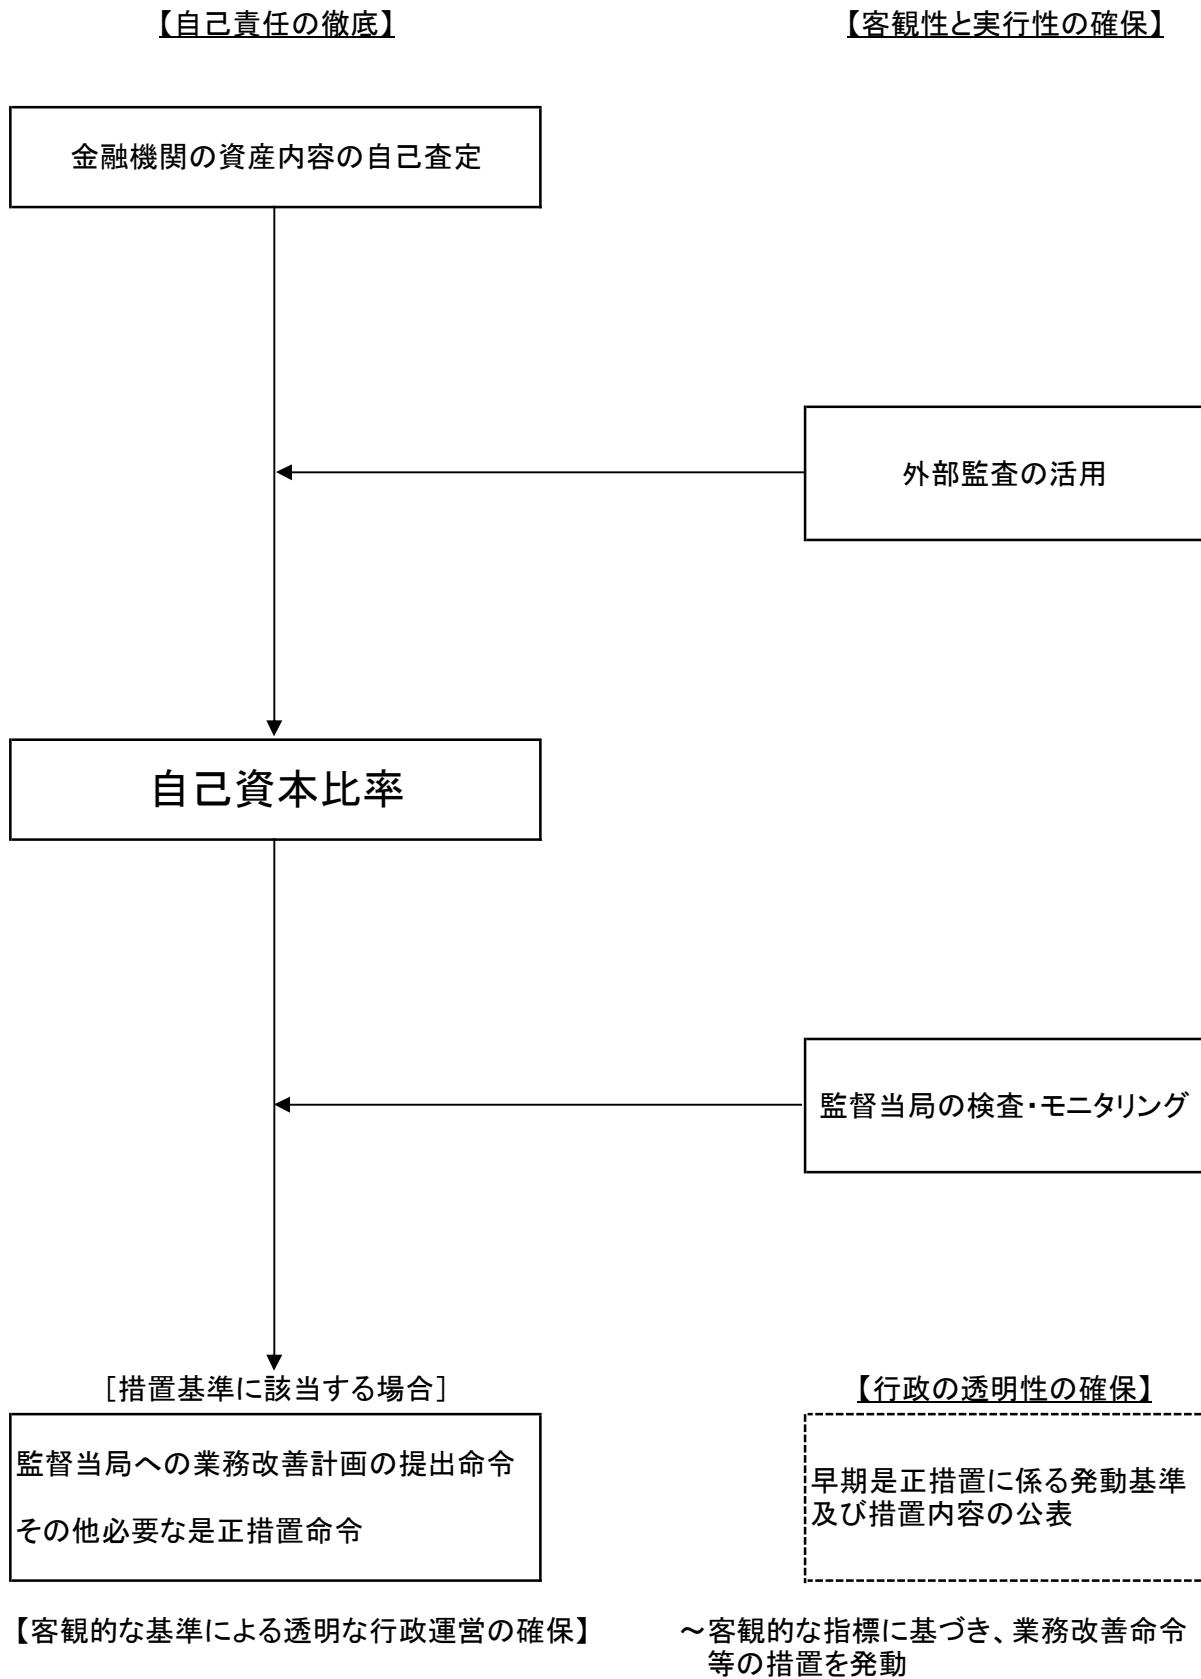 【自己責任の徹底】
【客観性と実行性の確保】
金融機関の資産内容の自己査定
外部監査の活用
自己資本比率
監督当局の検査・モニタリング
［措置基準に該当する場合］
【行政の透明性の確保】
監督当局への業務改善計画の提出命令
その他必要な是正措置命令
早期是正措置に係る発動基準
及び措置内容の公表
【客観的な基準による透明な行政運営の確保】
～客観的な指標に基づき、業務改善命令
等の措置を発動